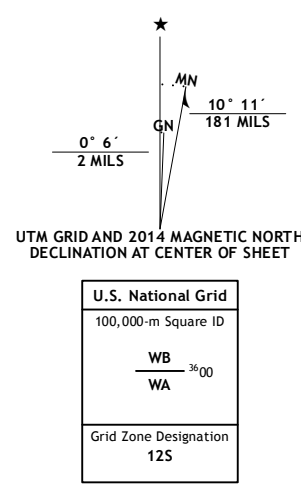 ★
MN
GN
10° 11´
181 MILS
0° 6´
2 MILS
UTM GRID AND 2014 MAGNETIC NORTH
DECLINATION AT CENTER OF SHEET
U.S. National Grid
100,000-m Square ID
WB
3600
WA
Grid Zone Designation
12S